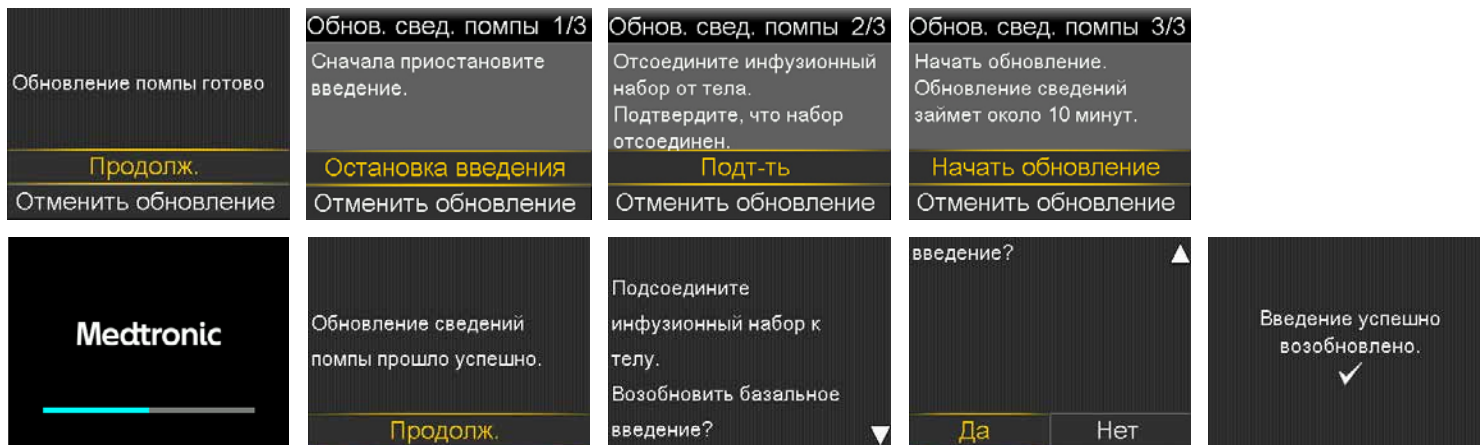 Обновление помпы готово
Продолж.
Отменить обновление
Обнов. свед. помпы 1/3
Сначала приостановите
введение.
Остановка введения
Отменить обновление
Обнов. свед. помпы 2/3
Отсоедините инфузионный
набор от тела.
Подтвердите, что набор
отсоединен.
Подт-ть
Отменить обновление
Обнов. свед. помпы 3/3
Начать обновление.
Обновление сведений
займет около 10 минут.
Начать обновление
Отменить обновление
Medtronic
Обновление сведений
помпы прошло успешно.
Продолж.
Подсоедините
инфузионный набор к
телу.
Возобновить базальное
введение?
введение?
Да Нет
Введение успешно
возобновлено.